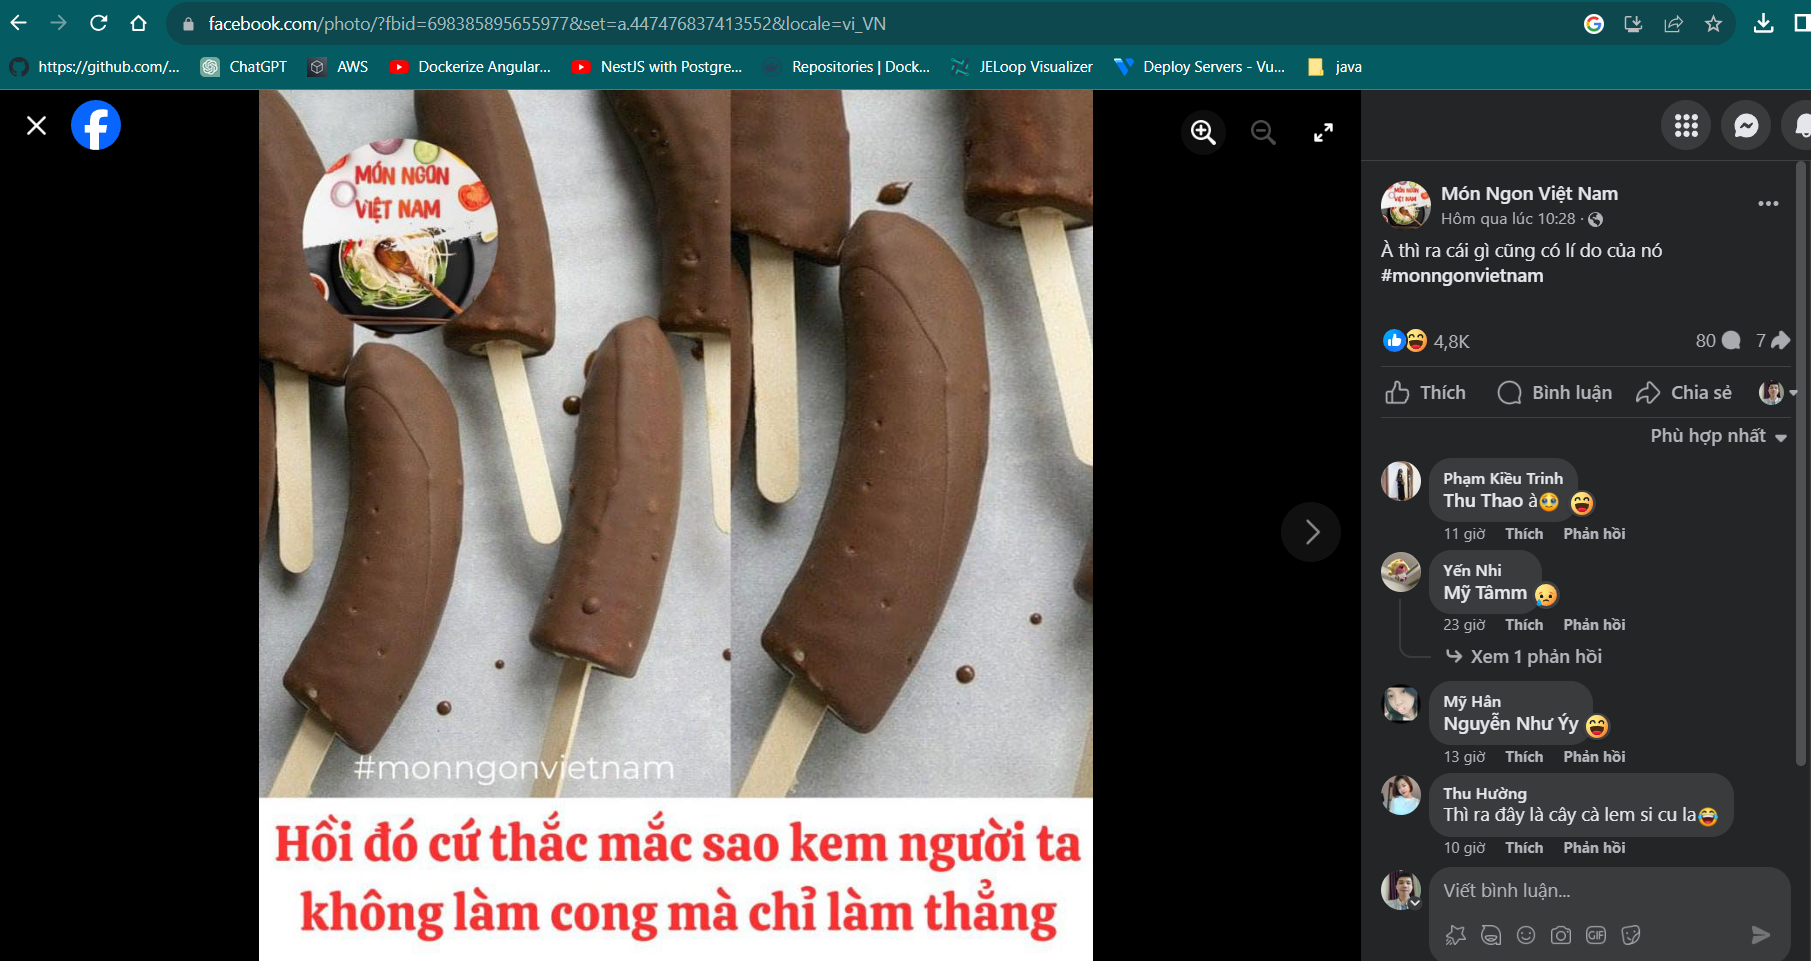 facebook.com/photo/?fbid=698385895655977&set=a.447476837413552&locale=vi_VN
https://github.com/...
ChatGPT
AWS
Dockerize Angular...
NestJS with Postgre...
Repositories | Dock...
JELoop Visualizer
Deploy Servers - Vu...
java
MÓN NGON
VIỆT NAM
#monngonvietnam
Hồi đó cứ thắc mắc sao kem người ta
không làm cong mà chỉ làm thẳng
MÓN NGON
VIỆT NAM
Món Ngon Việt Nam
Hôm qua lúc 10:28 ·
À thì ra cái gì cũng có lí do của nó
#monngonvietnam
4,8K
80
7
Thích
Bình luận
Chia sẻ
Phù hợp nhất
Phạm Kiều Trinh
Thu Thao à
11 giờ Thích Phản hồi
Yến Nhi
Mỹ Tâmm
23 giờ Thích Phản hồi
Xem 1 phản hồi
Mỹ Hân
Nguyễn Như Ýy
13 giờ Thích Phản hồi
Thu Hường
Thì ra đây là cây cà lem si cu la
10 giờ Thích Phản hồi
Viết bình luận...
GIF